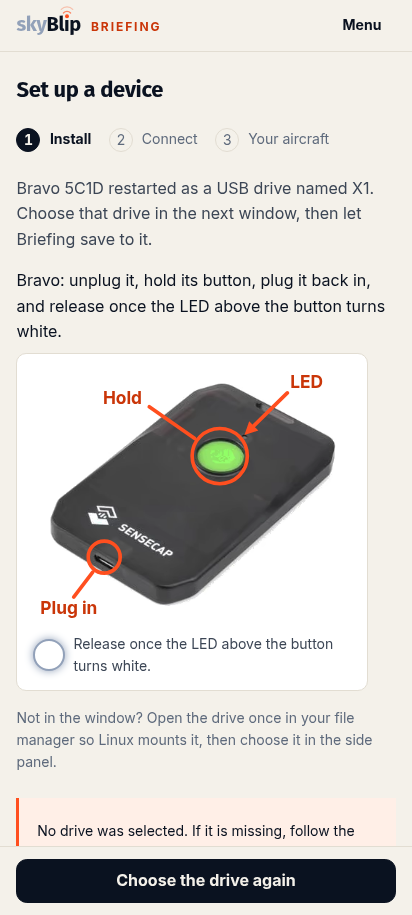 skyBlip BRIEFING
Menu
Set up a device
1 Install 2 Connect 3 Your aircraft
Bravo 5C1D restarted as a USB drive named X1.
Choose that drive in the next window, then let
Briefing save to it.
Bravo: unplug it, hold its button, plug it back in,
and release once the LED above the button turns
white.
LED
Hold
SENSECAP
Plug in
Release once the LED above the button
turns white.
Not in the window? Open the drive once in your file
manager so Linux mounts it, then choose it in the side
panel.
No drive was selected. If it is missing, follow the
Choose the drive again